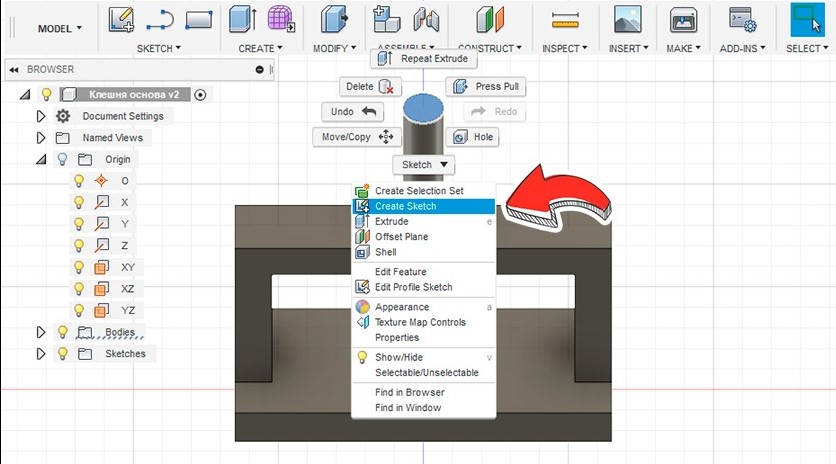 MODEL
SKETCH
CREATE
MODIFY
ASSEMBLE
CONSTRUCT
INSPECT
INSERT
MAKE
ADD-INS
SELECT
BROWSER
Клешня основа v2
Document Settings
Named Views
Origin
O
X
Y
Z
XY
XZ
YZ
Bodies
Sketches
Repeat Extrude
Delete
Press Pull
Undo
Redo
Move/Copy
Hole
Sketch
Create Selection Set
Create Sketch
Extrude e
Offset Plane
Shell
Edit Feature
Edit Profile Sketch
Appearance a
Texture Map Controls
Properties
Show/Hide v
Selectable/Unselectable
Find in Browser
Find in Window